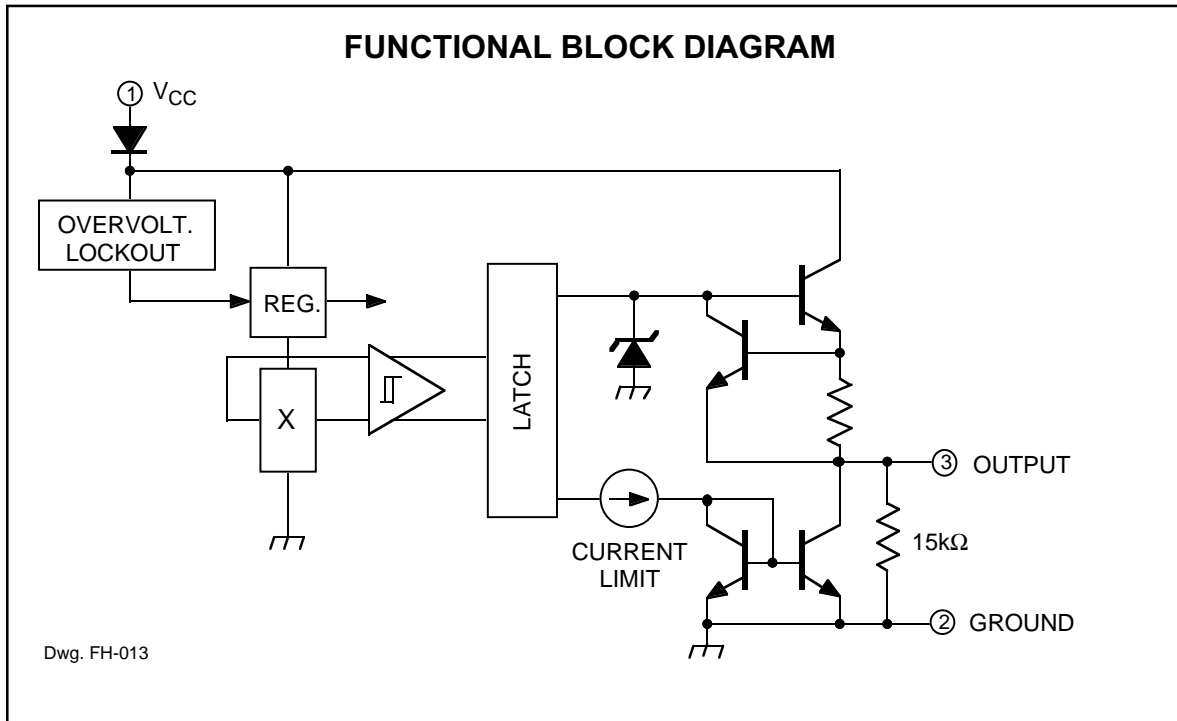 FUNCTIONAL BLOCK DIAGRAM
1 VCC
OVERVOLT.
LOCKOUT
REG.
X
LATCH
3 OUTPUT
CURRENT
LIMIT
15kΩ
2 GROUND
Dwg. FH-013